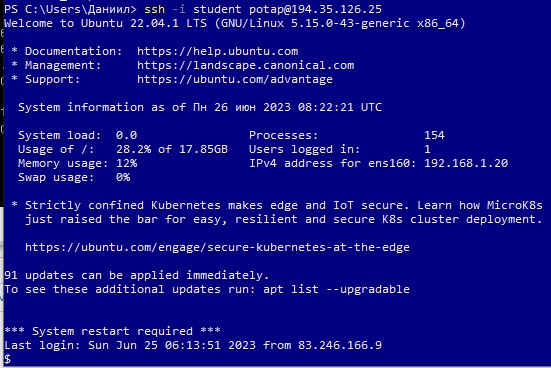 PS C:\Users\Даниил> ssh -i student potap@194.35.126.25
Welcome to Ubuntu 22.04.1 LTS (GNU/Linux 5.15.0-43-generic x86_64)
* Documentation:  https://help.ubuntu.com
* Management:     https://landscape.canonical.com
* Support:        https://ubuntu.com/advantage
System information as of Пн 26 июн 2023 08:22:21 UTC
System load:  0.0                Processes:               154
Usage of /:   28.2% of 17.85GB   Users logged in:         1
Memory usage: 12%                IPv4 address for ens160: 192.168.1.20
Swap usage:   0%
* Strictly confined Kubernetes makes edge and IoT secure. Learn how MicroK8s
just raised the bar for easy, resilient and secure K8s cluster deployment.
https://ubuntu.com/engage/secure-kubernetes-at-the-edge
91 updates can be applied immediately.
To see these additional updates run: apt list --upgradable
*** System restart required ***
Last login: Sun Jun 25 06:13:51 2023 from 83.246.166.9
$